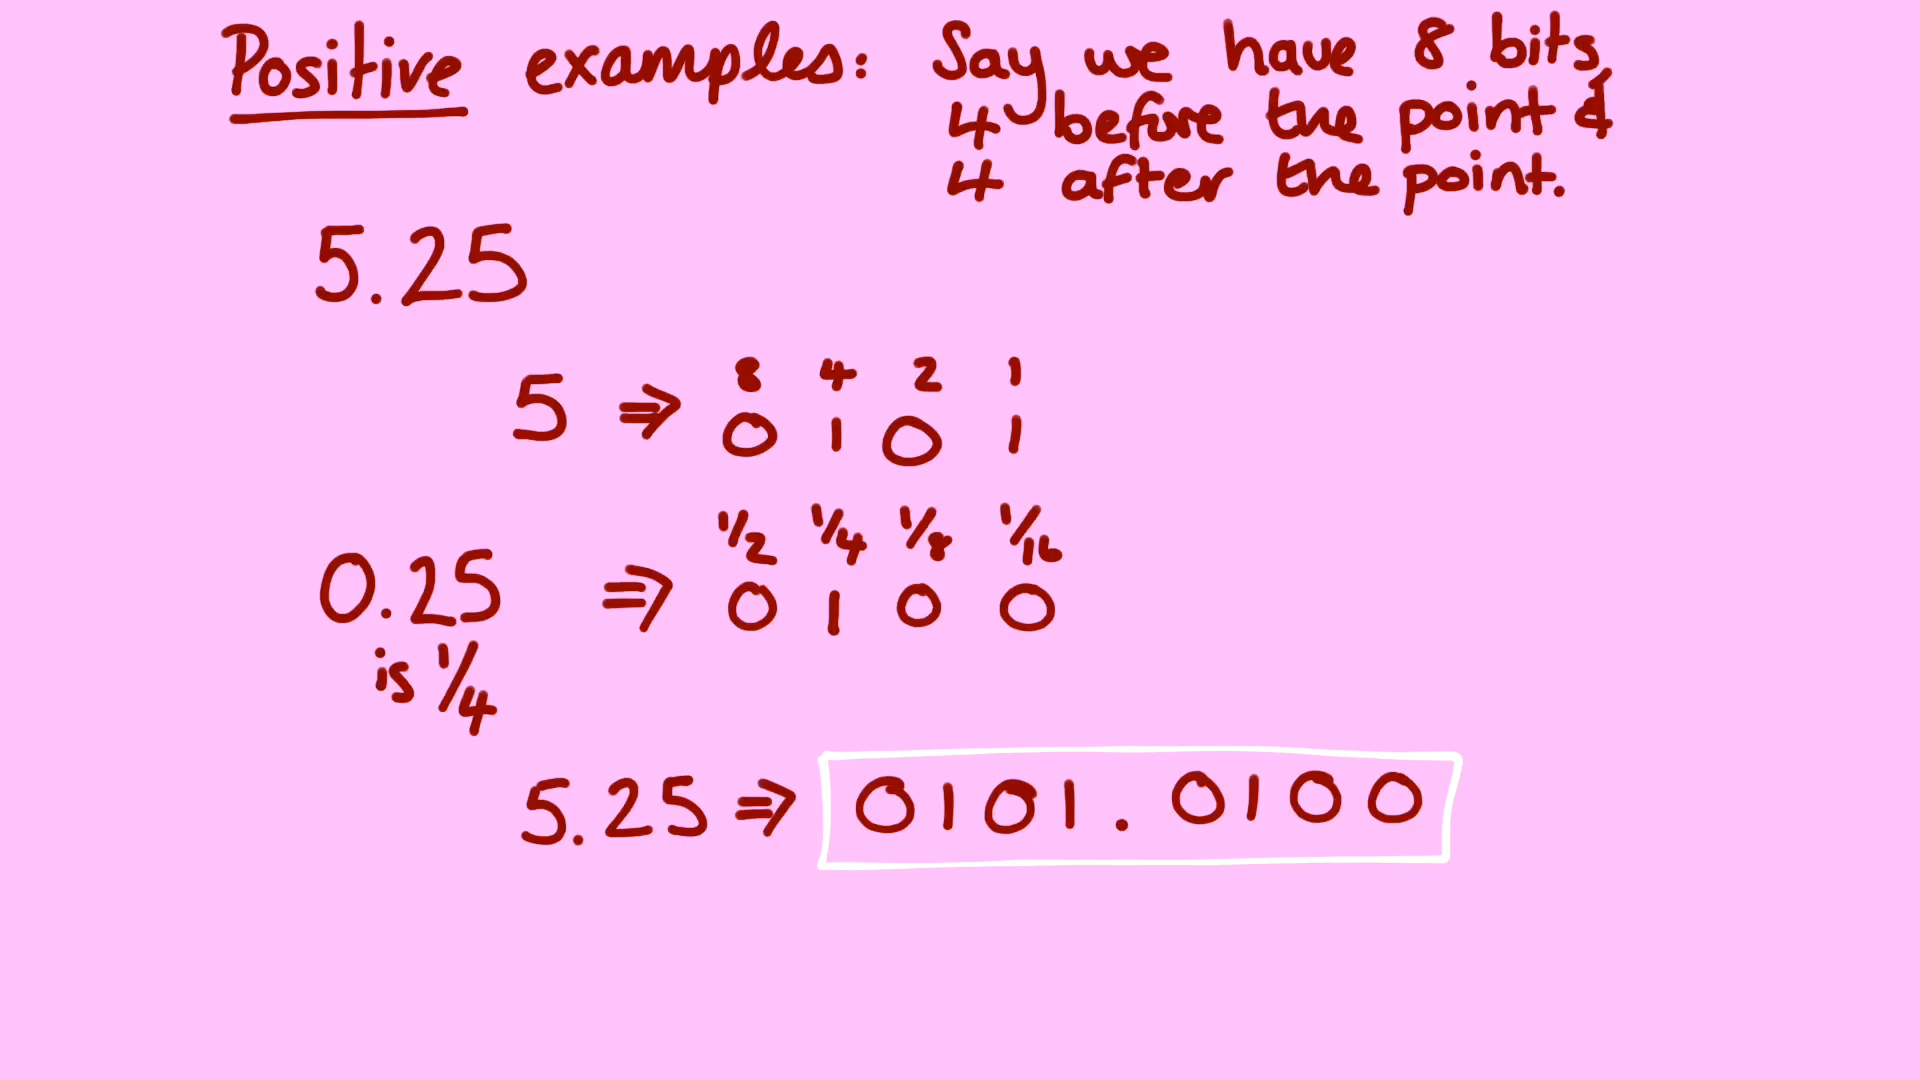 Positive examples: Say we have 8 bits,
4 before the point &
4 after the point.
5.25
8 4 2 1
5 ⇒ 0 1 0 1
1/2 1/4 1/8 1/16
0.25 ⇒ 0 1 0 0
is 1/4
5.25 ⇒ 0101.0100